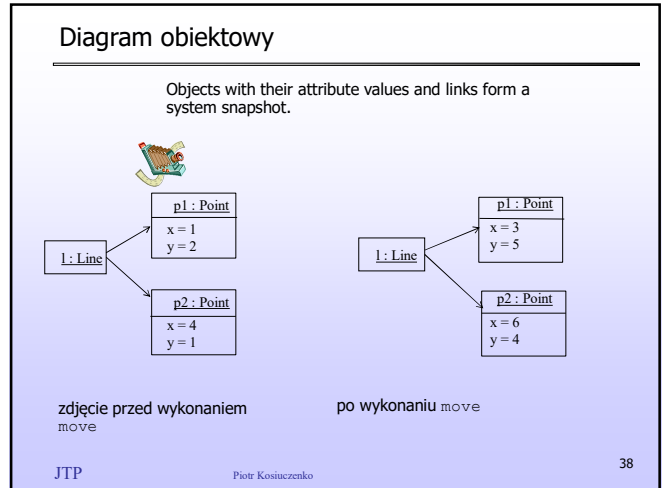 Diagram obiektowy
Objects with their attribute values and links form a
system snapshot.
p1 : Point
x = 1
y = 2
l : Line
p2 : Point
x = 4
y = 1
p1 : Point
x = 3
y = 5
l : Line
p2 : Point
x = 6
y = 4
zdjęcie przed wykonaniem
move
po wykonaniu move
JTP
Piotr Kosiuczenko
38